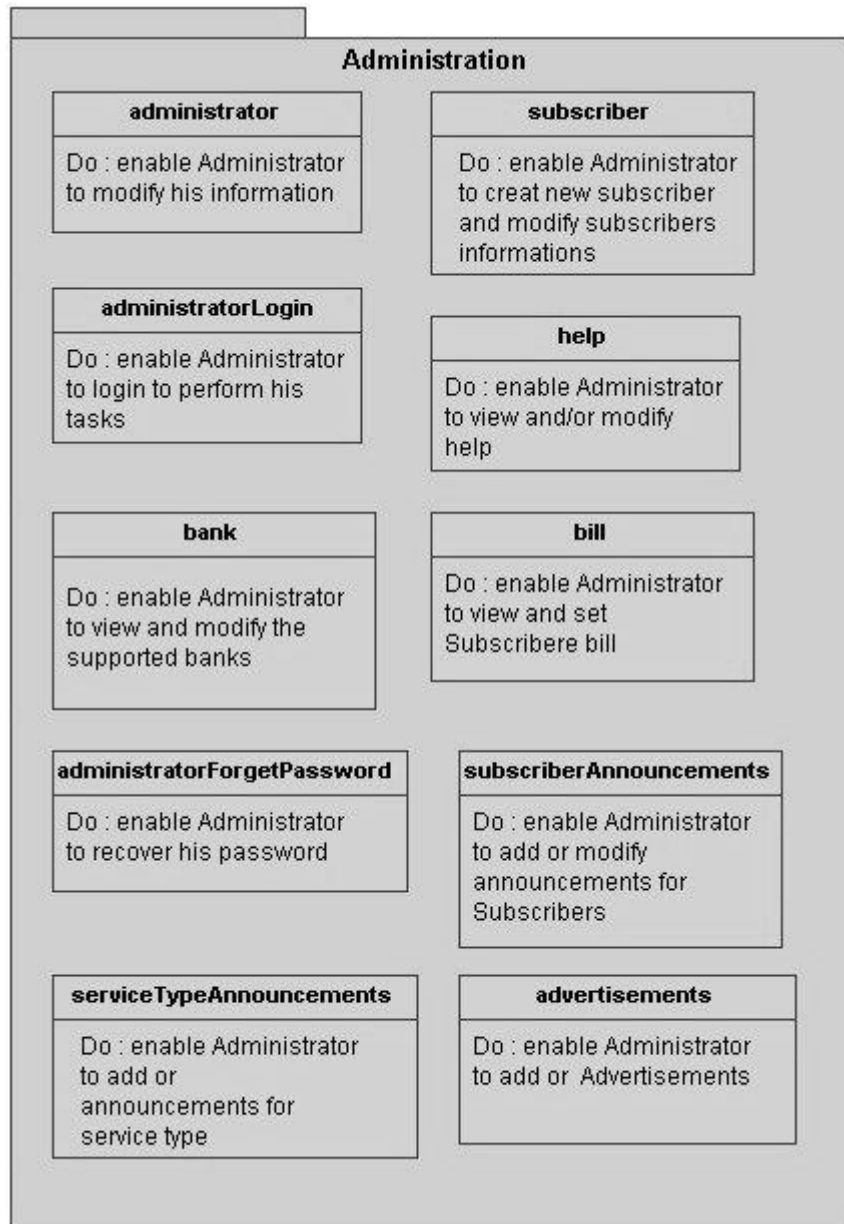 Administration
administrator
Do : enable Administrator
to modify his information
subscriber
Do : enable Administrator
to creat new subscriber
and modify subscribers
informations
administratorLogin
Do : enable Administrator
to login to perform his
tasks
help
Do : enable Administrator
to view and/or modify
help
bank
Do : enable Administrator
to view and modify the
supported banks
bill
Do : enable Administrator
to view and set
Subscribere bill
administratorForgetPassword
Do : enable Administrator
to recover his password
subscriberAnnouncements
Do : enable Administrator
to add or modify
announcements for
Subscribers
serviceTypeAnnouncements
Do : enable Administrator
to add or
announcements for
service type
advertisements
Do : enable Administrator
to add or Advertisements